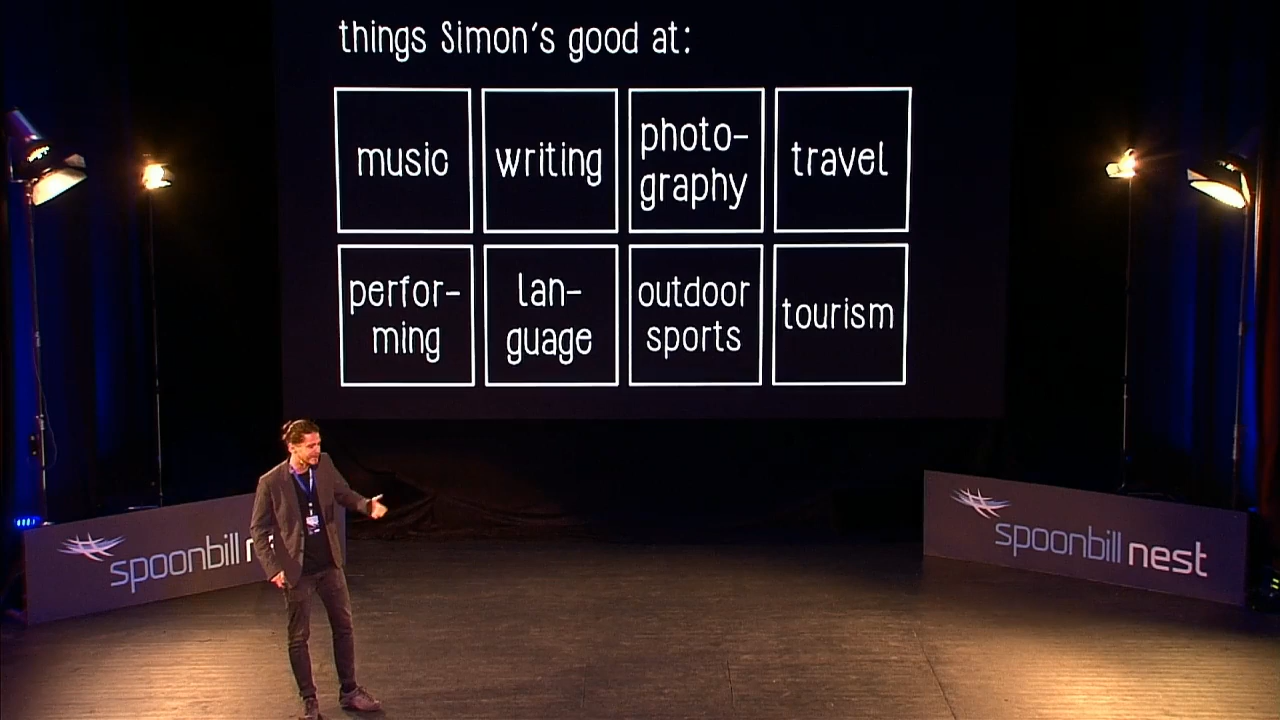 things Simon's good at:
music
writing
photo-
graphy
travel
perfor-
ming
lan-
guage
outdoor
sports
tourism
spoonbill n
spoonbill nest